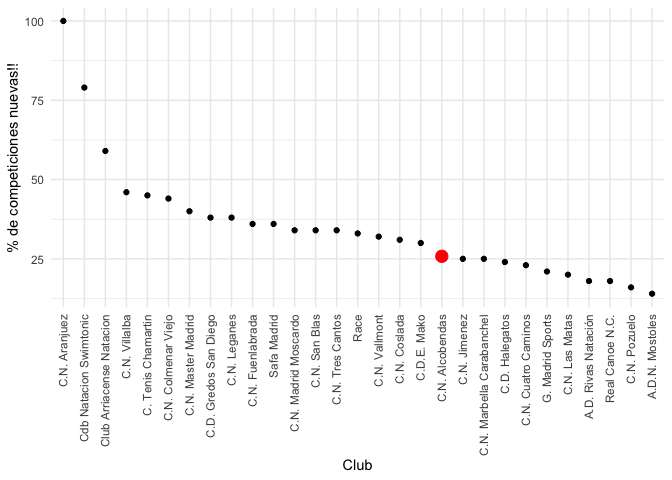 % de competiciones nuevas!!
100
75
50
25
C.N. Aranjuez
Cdb Natacion Swimtonic
Club Arriacense Natacion
C.N. Villalba
C. Tenis Chamartin
C.N. Colmenar Viejo
C.N. Master Madrid
C.D. Gredos San Diego
C.N. Leganes
C.N. Fuenlabrada
Safa Madrid
C.N. Madrid Moscardo
C.N. San Blas
C.N. Tres Cantos
Race
C.N. Vallmont
C.N. Coslada
C.D.E. Mako
C.N. Alcobendas
C.N. Jimenez
C.N. Marbella Carabanchel
C.D. Halegatos
C.N. Cuatro Caminos
G. Madrid Sports
C.N. Las Matas
A.D. Rivas Natación
Real Canoe N.C.
C.N. Pozuelo
A.D.N. Mostoles
Club